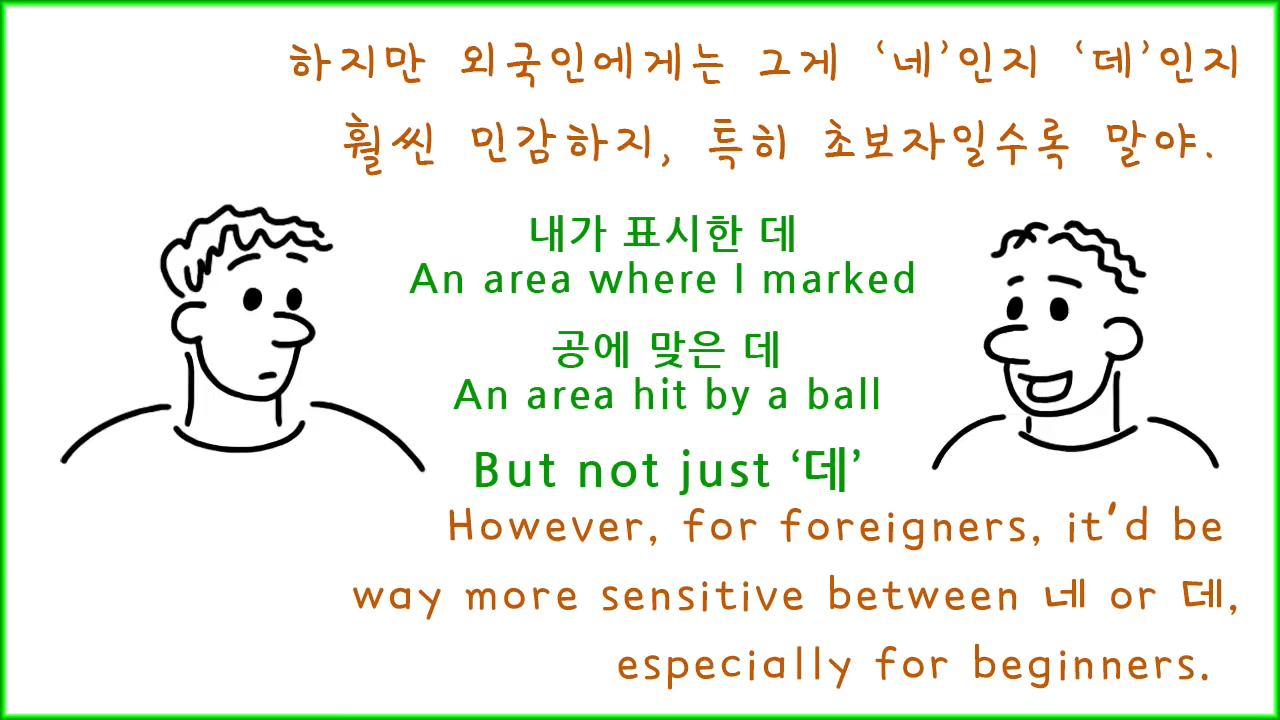 하지만 외국인에게는 그게 ‘네’인지 ‘데’인지
훨씬 민감하지, 특히 초보자일수록 말야.
내가 표시한 데
An area where I marked
공에 맞은 데
An area hit by a ball
But not just ‘데’
However, for foreigners, it'd be
way more sensitive between 네 or 데,
especially for beginners.